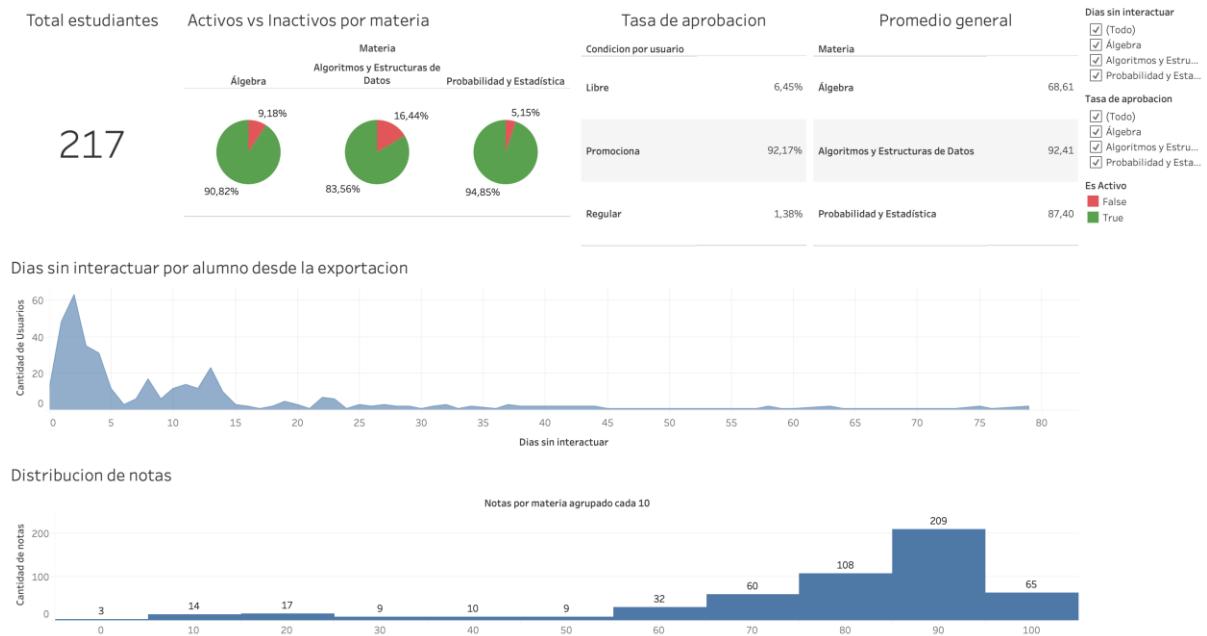 Total estudiantes
217
Activos vs Inactivos por materia
Materia
Álgebra
Algoritmos y Estructuras de
Datos
Probabilidad y Estadística
9,18%
90,82%
16,44%
83,56%
5,15%
94,85%
Tasa de aprobacion
Condicion por usuario
Libre 6,45%
Promociona 92,17%
Regular 1,38%
Promedio general
Materia
Álgebra 68,61
Algoritmos y Estructuras de Datos 92,41
Probabilidad y Estadística 87,40
Dias sin interactuar
(Todo)
Álgebra
Algoritmos y Estru...
Probabilidad y Esta...
Tasa de aprobacion
(Todo)
Álgebra
Algoritmos y Estru...
Probabilidad y Esta...
Es Activo
False
True
Dias sin interactuar por alumno desde la exportacion
Cantidad de Usuarios
60
40
20
0
0 5 10 15 20 25 30 35 40 45 50 55 60 65 70 75 80
Dias sin interactuar
Distribucion de notas
Notas por materia agrupado cada 10
Cantidad de notas
200
100
0
3 14 17 9 10 9 32 60 108 209 65
0 10 20 30 40 50 60 70 80 90 100